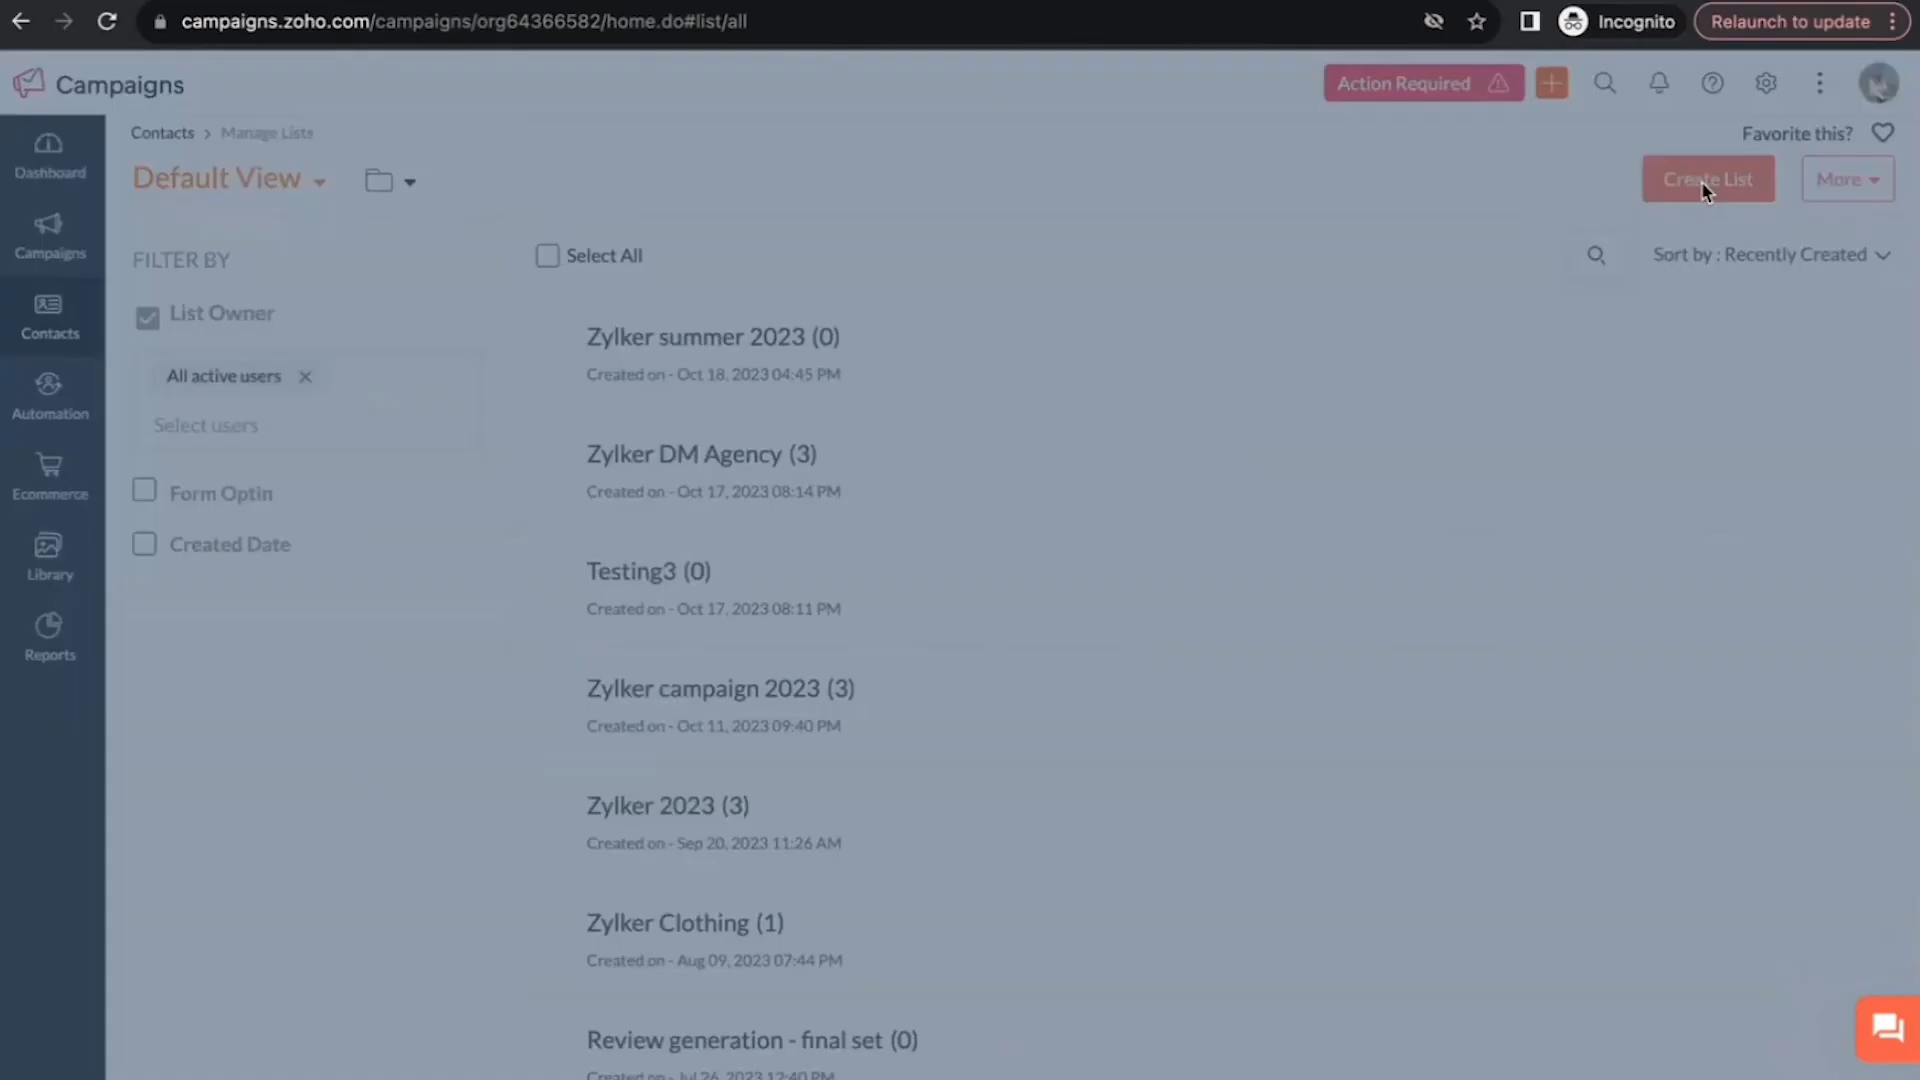 campaigns.zoho.com/campaigns/org64366582/home.do#list/all
Incognito
Relaunch to update
Campaigns
Action Required
Contacts > Manage Lists
Favorite this?
Default View
Create List
More
Dashboard
Campaigns
Contacts
Automation
Ecommerce
Library
Reports
FILTER BY
List Owner
All active users ×
Select users
Form Optin
Created Date
Select All
Sort by : Recently Created
Zylker summer 2023 (0)
Created on - Oct 18, 2023 04:45 PM
Zylker DM Agency (3)
Created on - Oct 17, 2023 08:14 PM
Testing3 (0)
Created on - Oct 17, 2023 08:11 PM
Zylker campaign 2023 (3)
Created on - Oct 11, 2023 09:40 PM
Zylker 2023 (3)
Created on - Sep 20, 2023 11:26 AM
Zylker Clothing (1)
Created on - Aug 09, 2023 07:44 PM
Review generation - final set (0)
Created on - Jul 26, 2023 12:40 PM